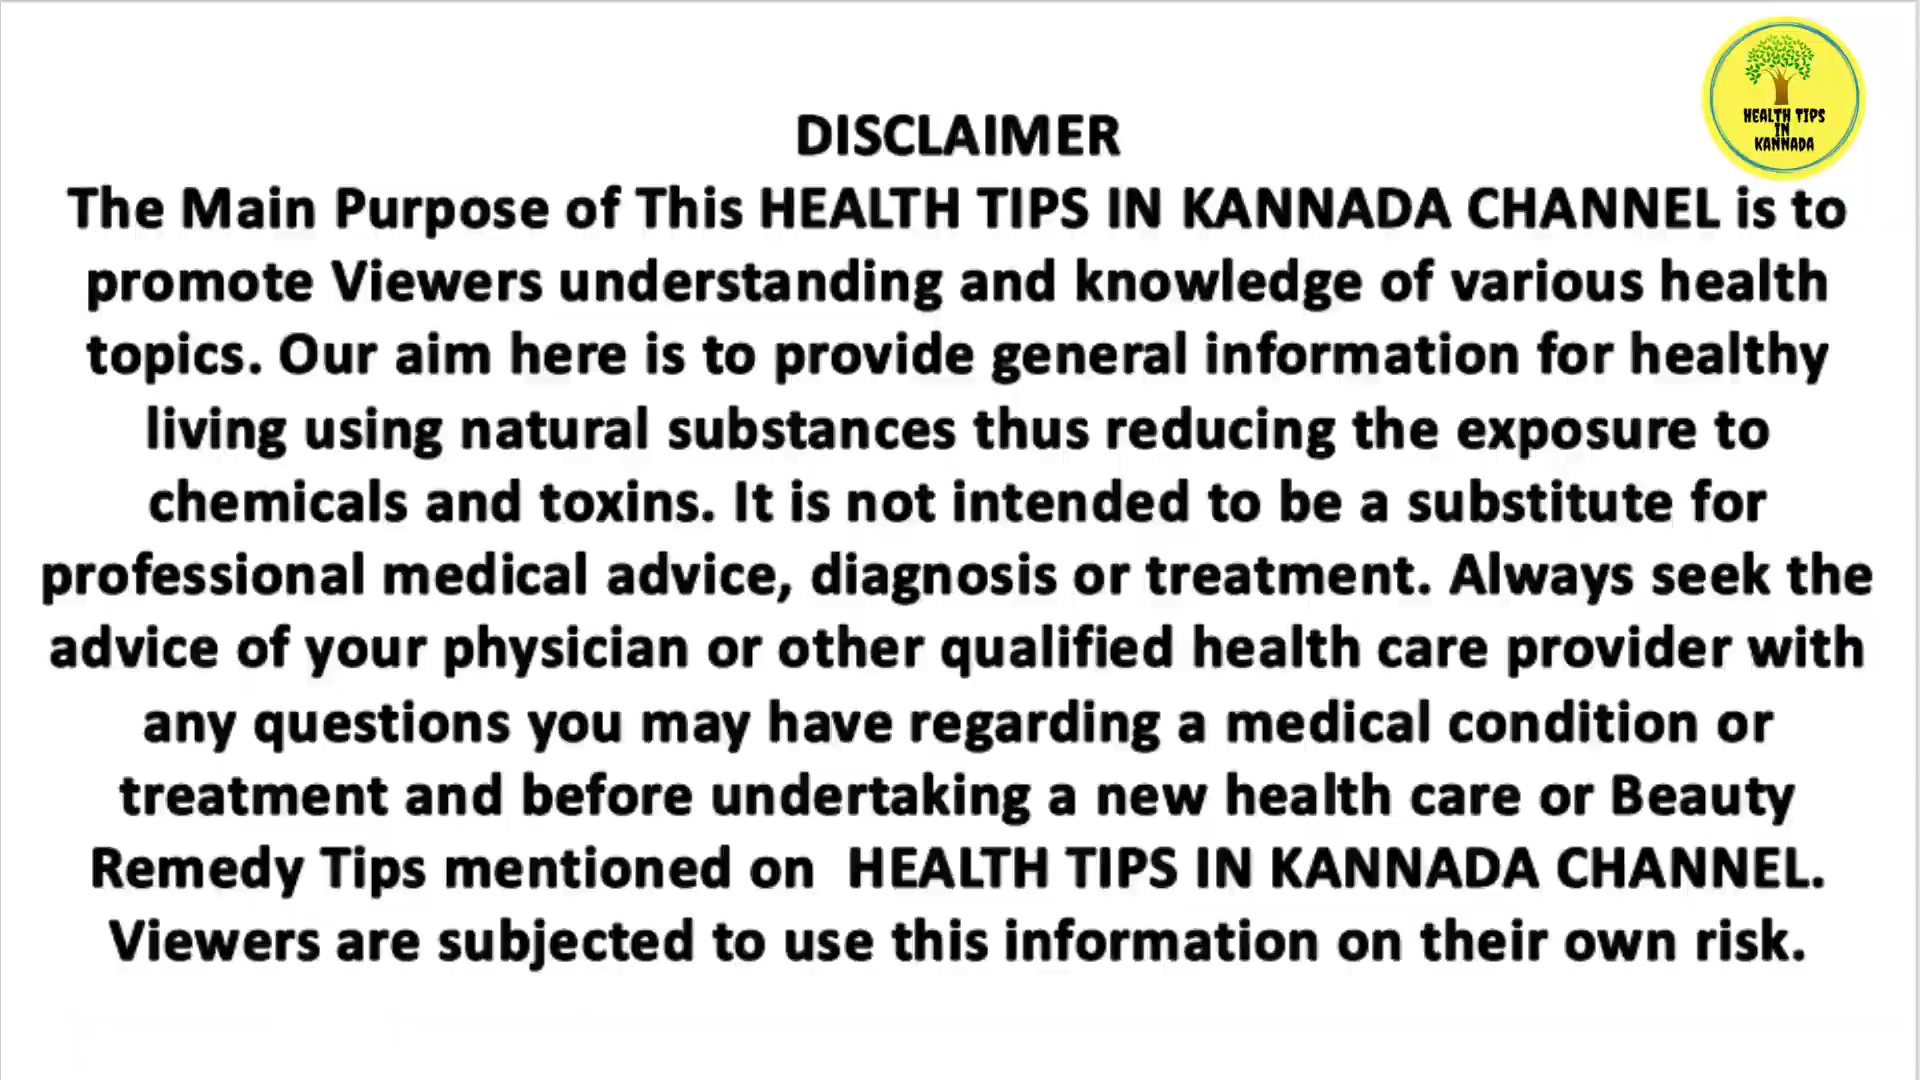 HEALTH TIPS
IN
KANNADA
DISCLAIMER
The Main Purpose of This HEALTH TIPS IN KANNADA CHANNEL is to
promote Viewers understanding and knowledge of various health
topics. Our aim here is to provide general information for healthy
living using natural substances thus reducing the exposure to
chemicals and toxins. It is not intended to be a substitute for
professional medical advice, diagnosis or treatment. Always seek the
advice of your physician or other qualified health care provider with
any questions you may have regarding a medical condition or
treatment and before undertaking a new health care or Beauty
Remedy Tips mentioned on  HEALTH TIPS IN KANNADA CHANNEL.
Viewers are subjected to use this information on their own risk.